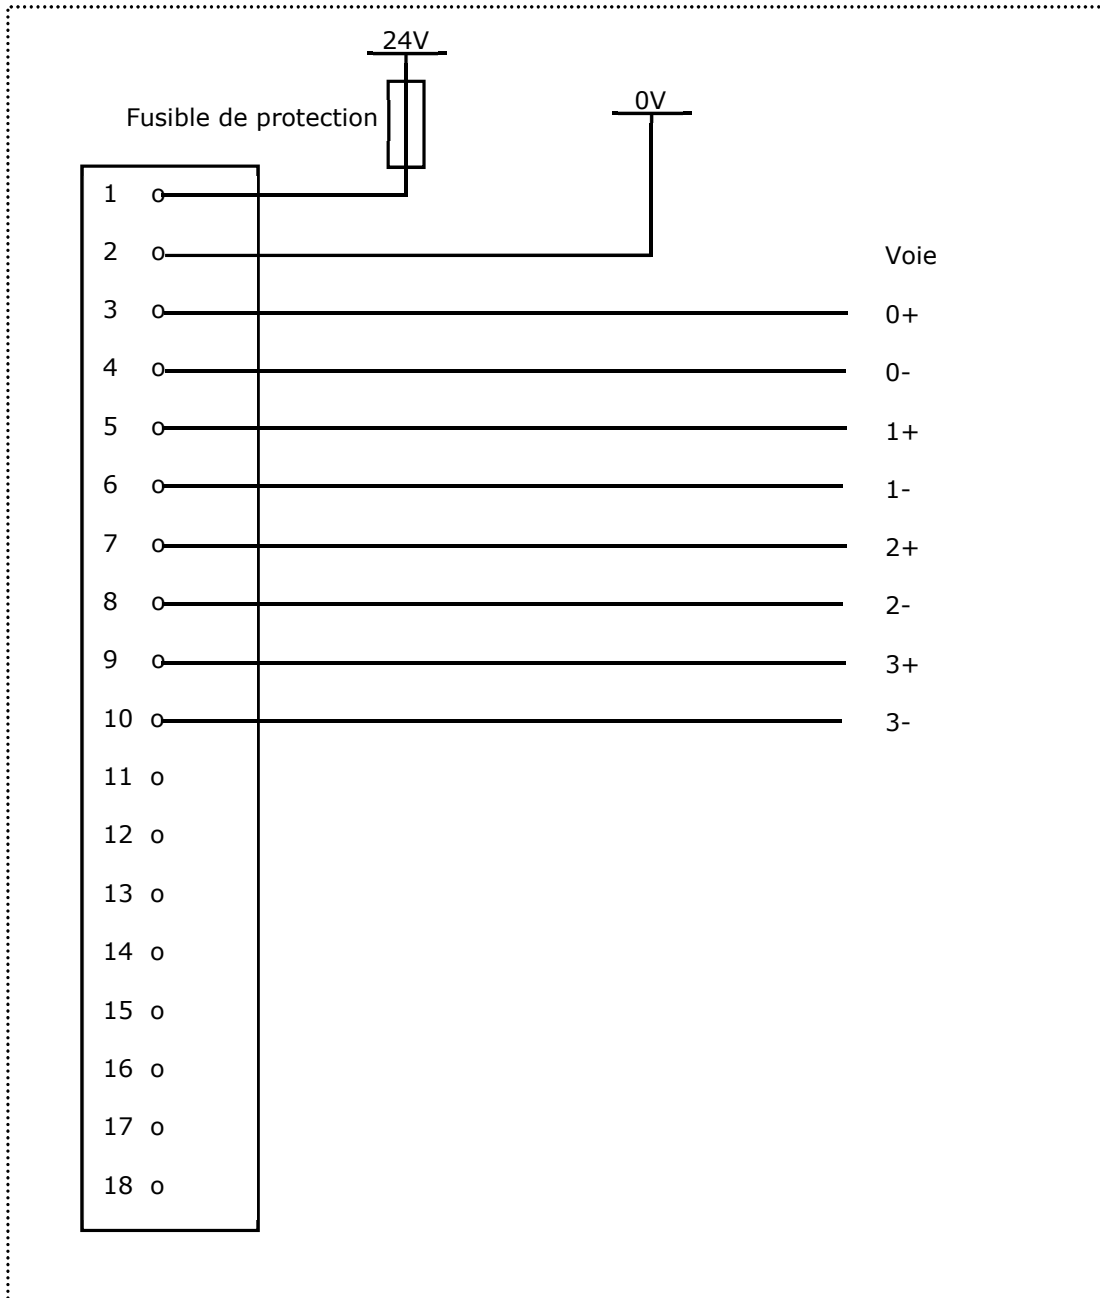 24V
0V
Fusible de protection
1 o
2 o Voie
3 o 0+
4 o 0-
5 o 1+
6 o 1-
7 o 2+
8 o 2-
9 o 3+
10 o 3-
11 o
12 o
13 o
14 o
15 o
16 o
17 o
18 o